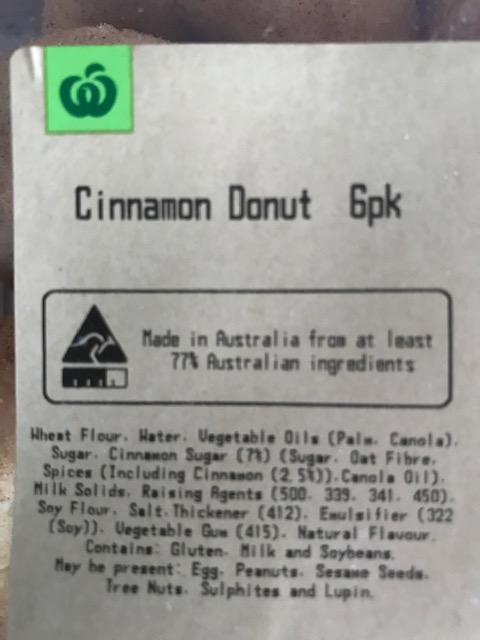 Cinnamon Donut 6pk
Made in Australia from at least
77% Australian ingredients
Wheat Flour, Water, Vegetable Oils (Palm, Canola),
Sugar, Cinnamon Sugar (7%) (Sugar, Oat Fibre,
Spices (Including Cinnamon (2.5%)),Canola Oil),
Milk Solids, Raising Agents (500, 339, 341, 450),
Soy Flour, Salt,Thickener (412), Emulsifier (322
(Soy)), Vegetable Gum (415), Natural Flavour.
Contains: Gluten, Milk and Soybeans.
May be present: Egg, Peanuts, Sesame Seeds,
Tree Nuts, Sulphites and Lupin.